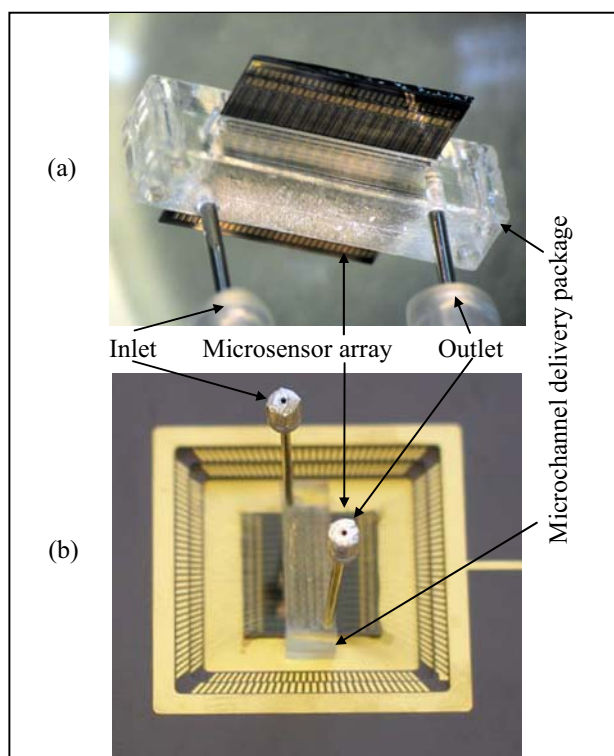 (a)
Inlet
Microsensor array
Outlet
Microchannel delivery package
(b)